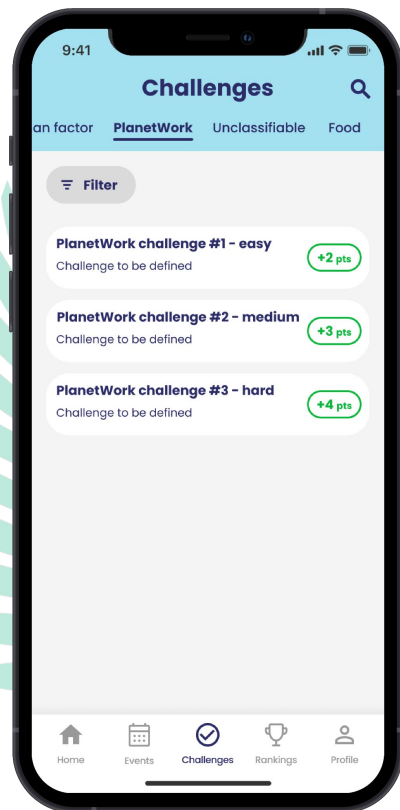 9:41
Challenges
an factor PlanetWork Unclassifiable Food
Filter
PlanetWork challenge #1 - easy
Challenge to be defined
+2 pts
PlanetWork challenge #2 - medium
Challenge to be defined
+3 pts
PlanetWork challenge #3 - hard
Challenge to be defined
+4 pts
Home Events Challenges Rankings Profile